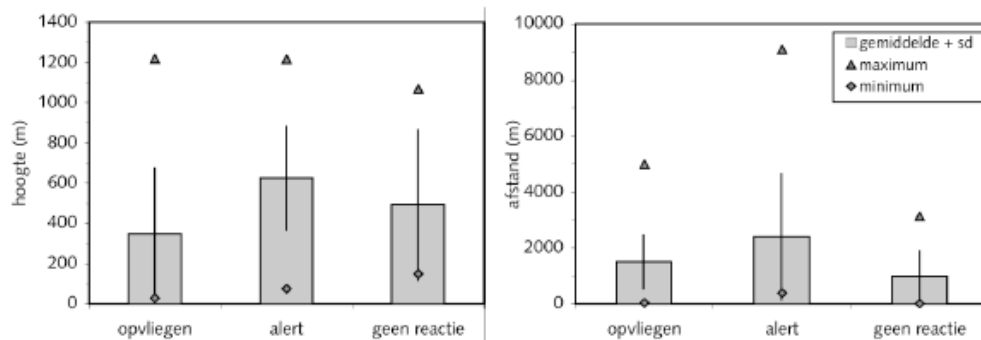 1400
1200
1000
800
600
400
200
0
hoogte (m)
opvliegen alert geen reactie
10000
8000
6000
4000
2000
0
afstand (m)
gemiddelde + sd
maximum
minimum
opvliegen alert geen reactie